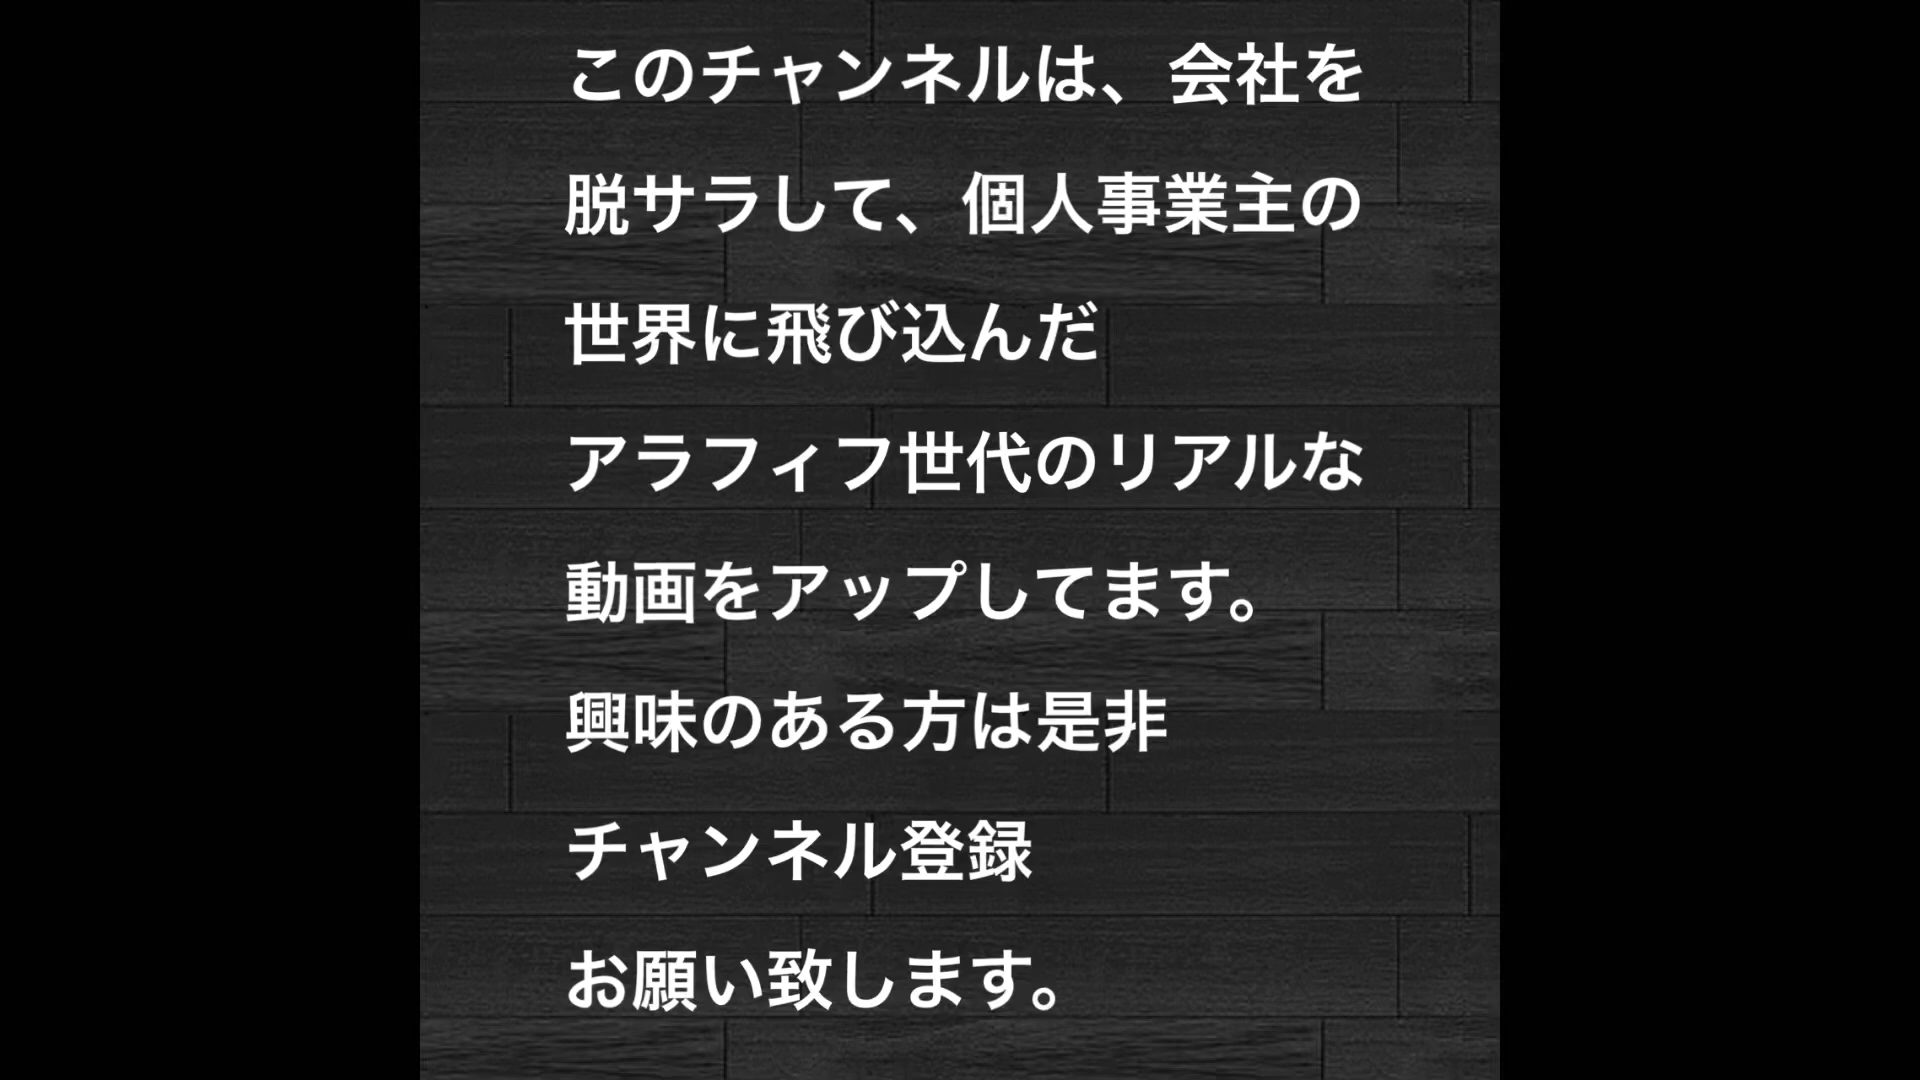 このチャンネルは、会社を
脱サラして、個人事業主の
世界に飛び込んだ
アラフィフ世代のリアルな
動画をアップしてます。
興味のある方は是非
チャンネル登録
お願い致します。